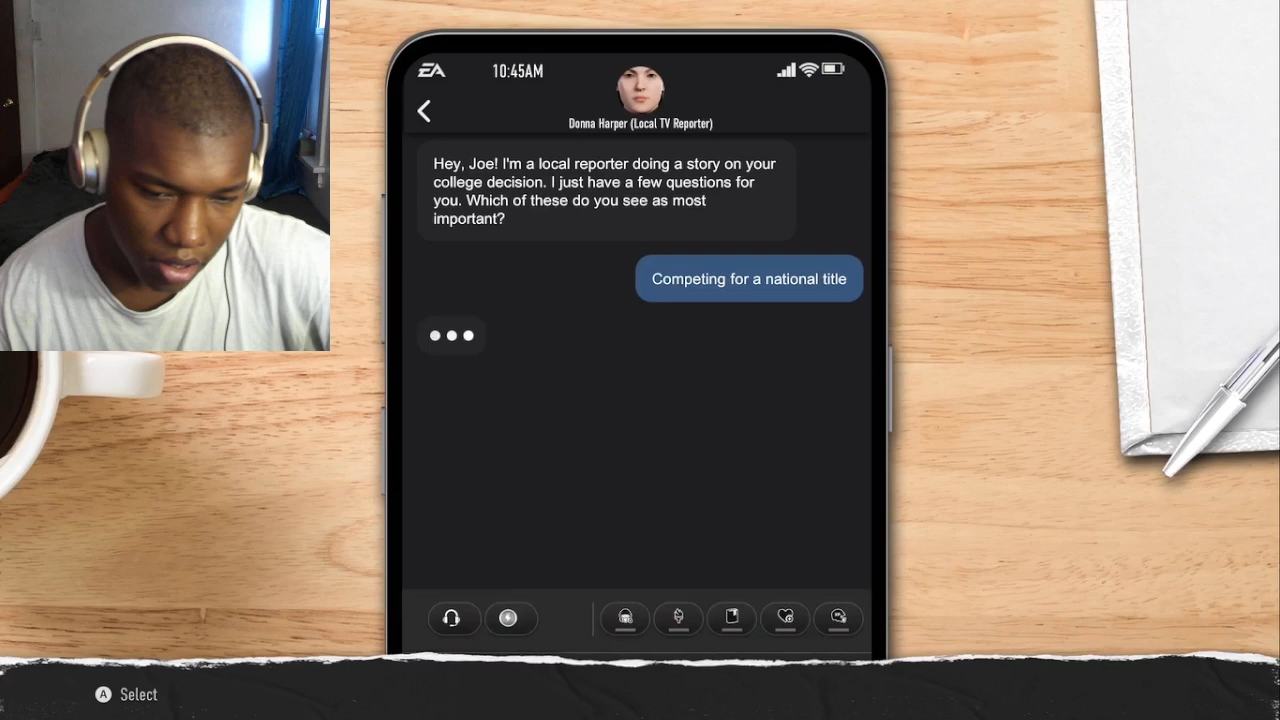 EA
10:45AM
Donna Harper (Local TV Reporter)
Hey, Joe! I'm a local reporter doing a story on your
college decision. I just have a few questions for
you. Which of these do you see as most
important?
Competing for a national title
A Select